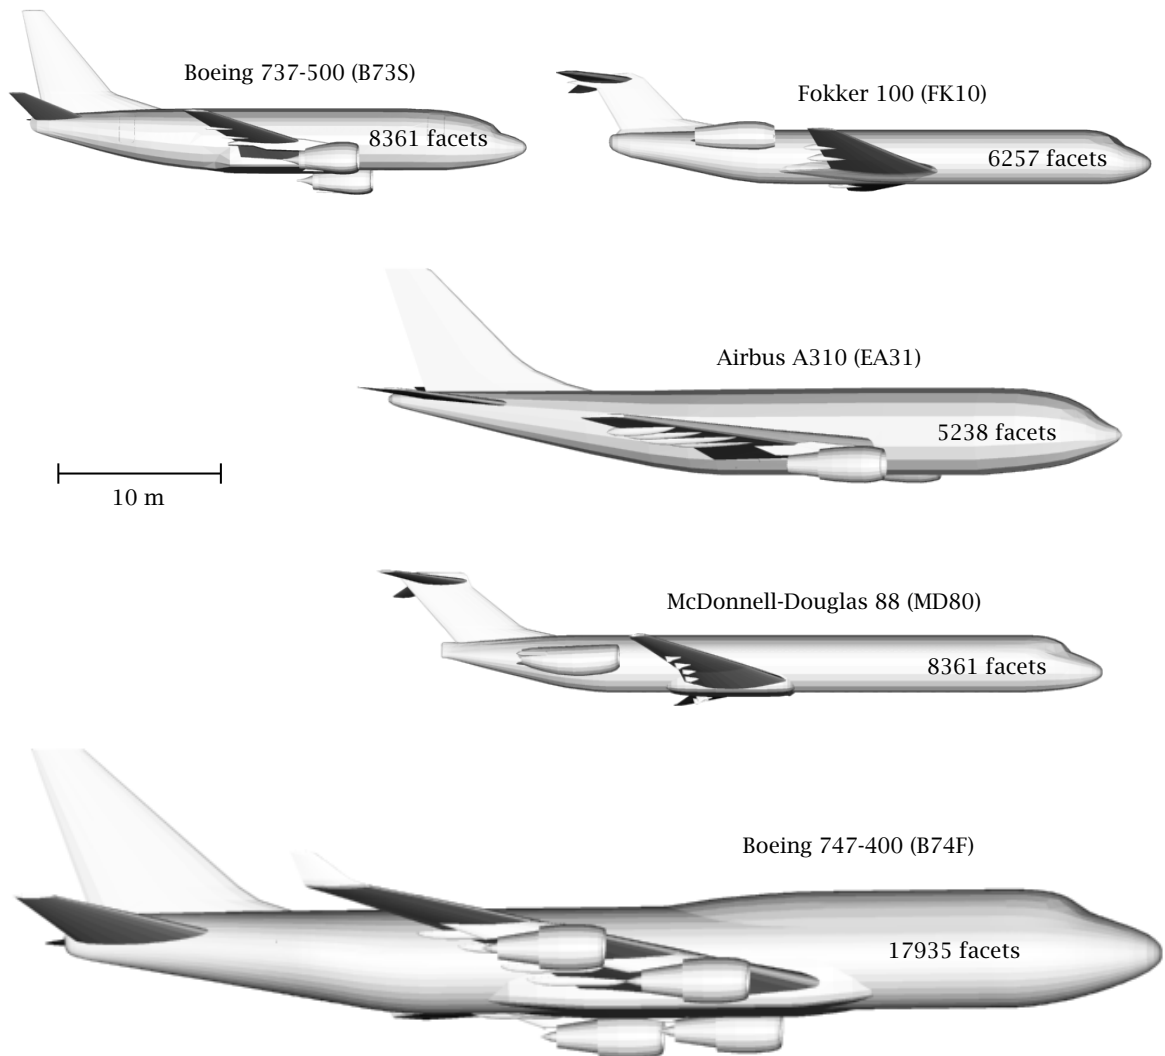 Boeing 737-500 (B73S)
8361 facets
Fokker 100 (FK10)
6257 facets
Airbus A310 (EA31)
5238 facets
10 m
McDonnell-Douglas 88 (MD80)
8361 facets
Boeing 747-400 (B74F)
17935 facets